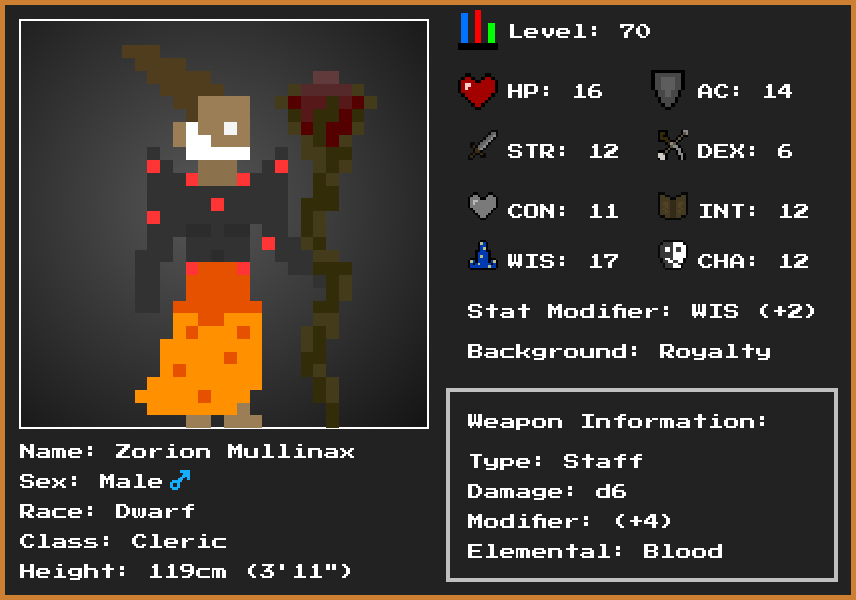 Level: 70
HP: 16
AC: 14
STR: 12
DEX: 6
CON: 11
INT: 12
WIS: 17
CHA: 12
Stat Modifier: WIS (+2)
Background: Royalty
Weapon Information:
Type: Staff
Damage: d6
Modifier: (+4)
Elemental: Blood
Name: Zorion Mullinax
Sex: Male♂
Race: Dwarf
Class: Cleric
Height: 119cm (3'11")